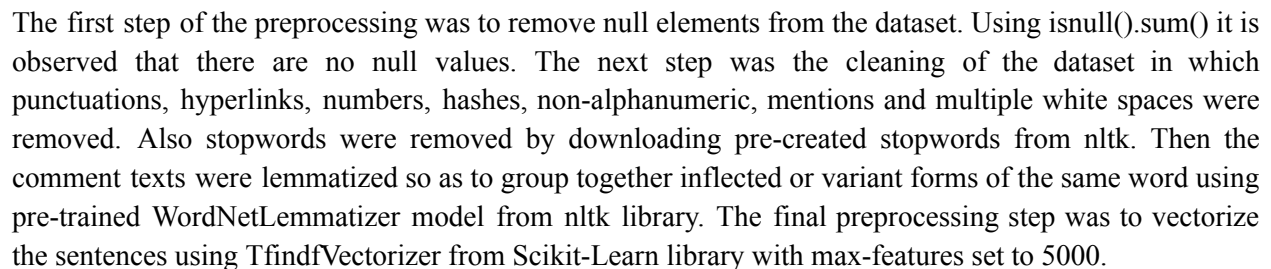 The first step of the preprocessing was to remove null elements from the dataset. Using isnull().sum() it is
observed that there are no null values. The next step was the cleaning of the dataset in which
punctuations, hyperlinks, numbers, hashes, non-alphanumeric, mentions and multiple white spaces were
removed. Also stopwords were removed by downloading pre-created stopwords from nltk. Then the
comment texts were lemmatized so as to group together inflected or variant forms of the same word using
pre-trained WordNetLemmatizer model from nltk library. The final preprocessing step was to vectorize
the sentences using TfindfVectorizer from Scikit-Learn library with max-features set to 5000.